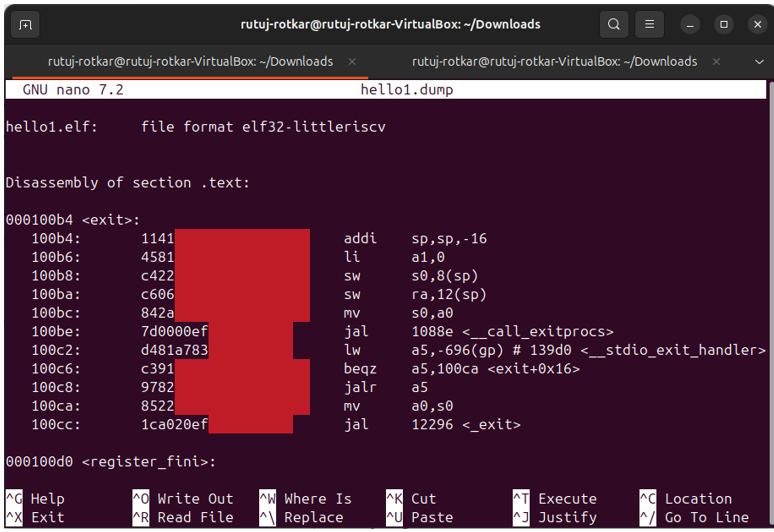 rutuj-rotkar@rutuj-rotkar-VirtualBox: ~/Downloads
rutuj-rotkar@rutuj-rotkar-VirtualBox: ~/Downloads × rutuj-rotkar@rutuj-rotkar-VirtualBox: ~/Downloads ×
GNU nano 7.2 hello1.dump
hello1.elf: file format elf32-littleriscv
Disassembly of section .text:
000100b4 <exit>:
100b4: 1141 addi sp,sp,-16
100b6: 4581 li a1,0
100b8: c422 sw s0,8(sp)
100ba: c606 sw ra,12(sp)
100bc: 842a mv s0,a0
100be: 7d0000ef jal 1088e <__call_exitprocs>
100c2: d481a783 lw a5,-696(gp) # 139d0 <__stdio_exit_handler>
100c6: c391 beqz a5,100ca <exit+0x16>
100c8: 9782 jalr a5
100ca: 8522 mv a0,s0
100cc: 1ca020ef jal 12296 <_exit>
000100d0 <register_fini>:
^G Help ^O Write Out ^W Where Is ^K Cut ^T Execute ^C Location
^X Exit ^R Read File ^\ Replace ^U Paste ^J Justify ^/ Go To Line